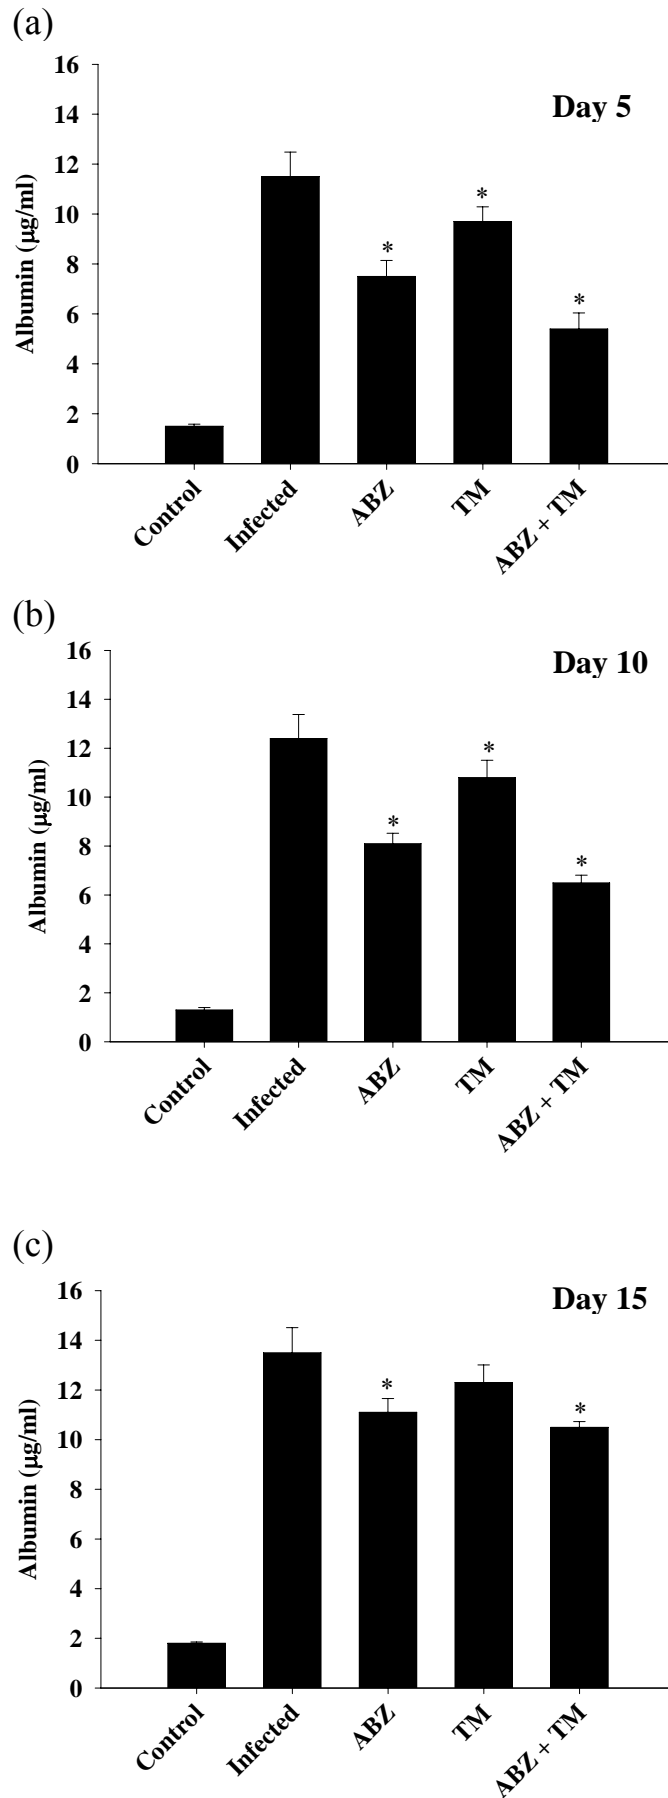 (a)
Day 5
Albumin (µg/ml)
16
14
12
10
8
6
4
2
0
*
*
*
Control
Infected
ABZ
TM
ABZ + TM
(b)
Day 10
Albumin (µg/ml)
16
14
12
10
8
6
4
2
0
*
*
*
Control
Infected
ABZ
TM
ABZ + TM
(c)
Day 15
Albumin (µg/ml)
16
14
12
10
8
6
4
2
0
*
*
Control
Infected
ABZ
TM
ABZ + TM